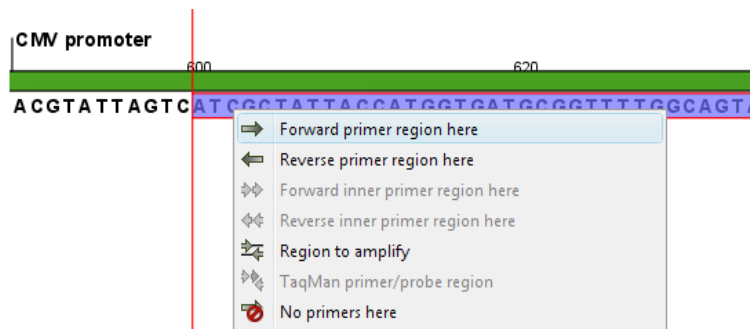 CMV promoter
600 620
ACGTATTAGTCATCGCTATTACCATGGTGATGCGGTTTTGGCAGTA
Forward primer region here
Reverse primer region here
Forward inner primer region here
Reverse inner primer region here
Region to amplify
TaqMan primer/probe region
No primers here